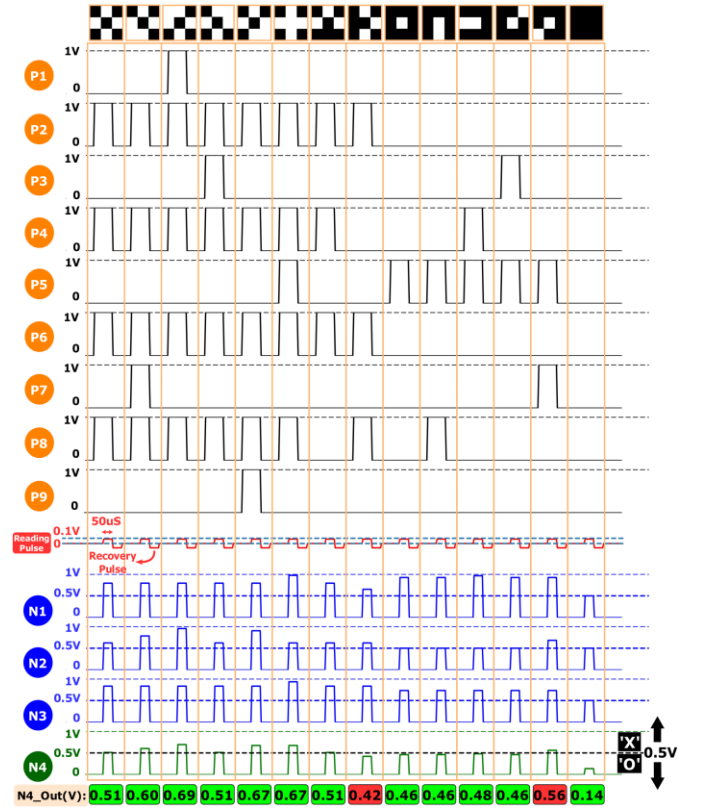 1V
P1
0
1V
P2
0
1V
P3
0
1V
P4
0
1V
P5
0
1V
P6
0
1V
P7
0
1V
P8
0
1V
P9
0
50uS
0.1V
Reading
Pulse
0
Recovery
Pulse
1V
0.5V
N1
0
1V
0.5V
N2
0
1V
0.5V
N3
0
1V
'X'
0.5V
0.5V
N4
'O'
0
N4_Out(V): 0.51 0.60 0.69 0.51 0.67 0.67 0.51 0.42 0.46 0.46 0.48 0.46 0.56 0.14